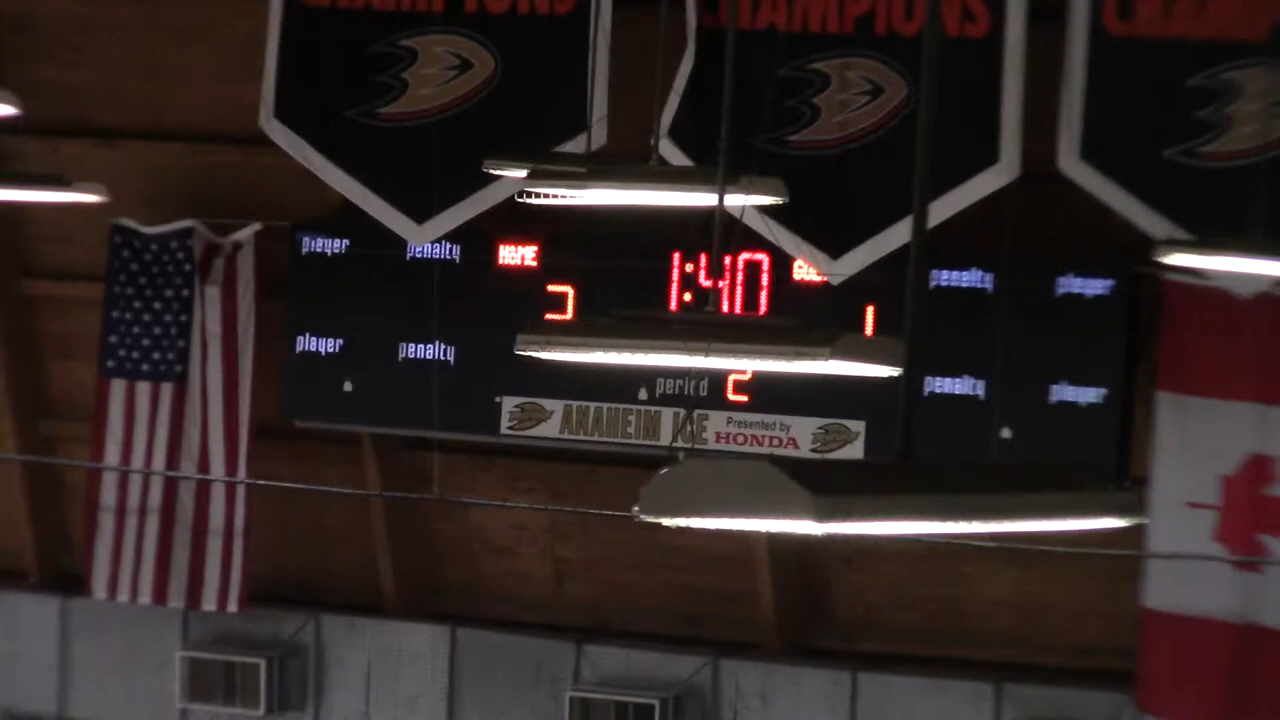 CHAMPIONS
CHAMPIONS
player penalty HOME 1:40 penalty player
1
player penalty penalty player
period 2
ANAHEIM ICE Presented by
HONDA